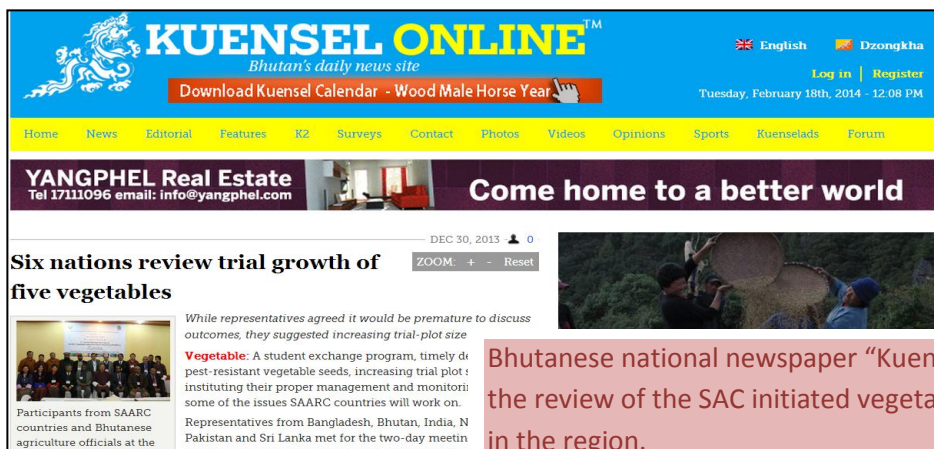 KUENSEL ONLINE™
Bhutan's daily news site
Download Kuensel Calendar - Wood Male Horse Year
English Dzongkha
Log in | Register
Tuesday, February 18th, 2014 - 12:08 PM
Home News Editorial Features K2 Surveys Contact Photos Videos Opinions Sports Kuenselads Forum
YANGPHEL Real Estate
Tel 17111096 email: info@yangphel.com
Come home to a better world
DEC 30, 2013 - 0
ZOOM: + - Reset
Six nations review trial growth of
five vegetables
While representatives agreed it would be premature to discuss
outcomes, they suggested increasing trial-plot size
Vegetable: A student exchange program, timely de
pest-resistant vegetable seeds, increasing trial plot s
instituting their proper management and monitori
some of the issues SAARC countries will work on.
Representatives from Bangladesh, Bhutan, India, N
Pakistan and Sri Lanka met for the two-day meetin
Participants from SAARC
countries and Bhutanese
agriculture officials at the
Bhutanese national newspaper “Kuen
the review of the SAC initiated vegeta
in the region.